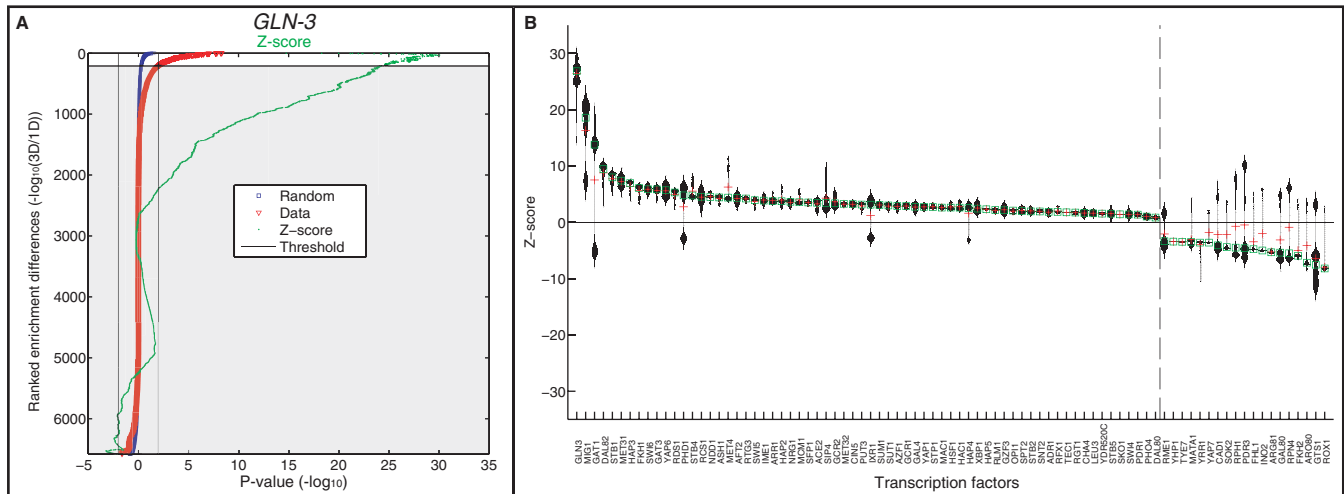 A
GLN-3
Z-score
0
1000
2000
3000
4000
5000
6000
Ranked enrichment differences (-log10(3D/1D))
Random
Data
Z-score
Threshold
-5
0
5
10
15
20
25
30
35
P-value (-log10)
B
30
20
10
0
−10
−20
−30
Z-score
GLN3
MIG1
GAT1
DAL82
STB1
MET31
HAP3
FKH1
SWI6
GAT3
YAP6
RDS1
PHD1
STB4
RCS1
NDD1
ASH1
MET4
AFT2
RTG3
SWI5
IME1
ARR1
HAP2
NRG1
MCM1
SFP1
ACE2
SIP4
GCR2
MET32
CIN5
PUT3
IXR1
SUM1
SUT1
AZF1
GCR1
GAL4
YAP1
STP1
MAC1
HSF1
HAC1
HAP4
XBP1
HAP5
RLM1
GZF3
OPI1
SPT2
STB2
SNT2
ADR1
RFX1
TEC1
RGT1
CHA4
LEU3
YDR520C
STB5
SKO1
SWI4
PDR1
PHO4
DAL80
RME1
YHP1
TYE7
MATA1
YRR1
YAP7
CAD1
SOK2
RPH1
PDR3
FHL1
INO2
ARG81
GAL80
RPN4
FKH2
ARO80
GTS1
ROX1
Transcription factors